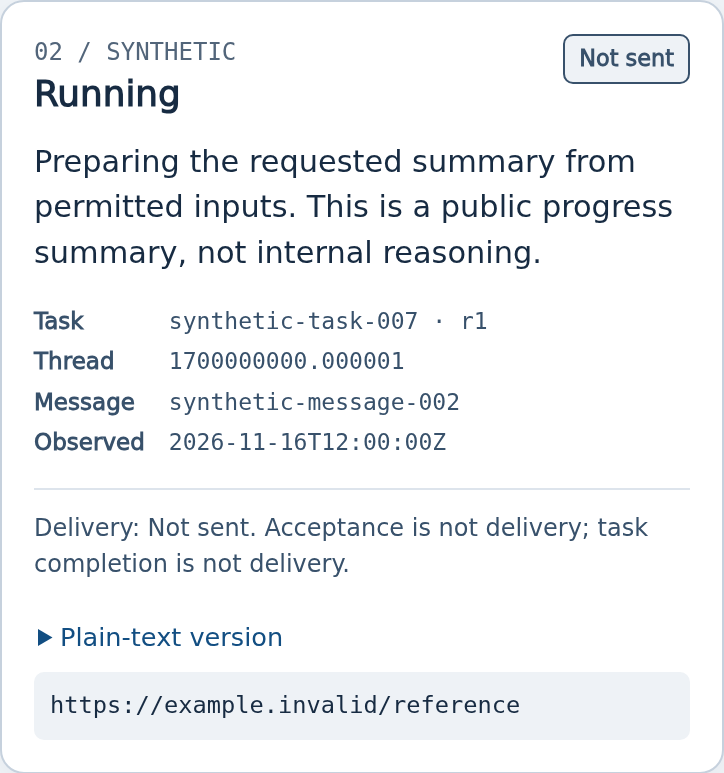 02 / SYNTHETIC
Not sent
Running
Preparing the requested summary from
permitted inputs. This is a public progress
summary, not internal reasoning.
Task synthetic-task-007 · r1
Thread 1700000000.000001
Message synthetic-message-002
Observed 2026-11-16T12:00:00Z
Delivery: Not sent. Acceptance is not delivery; task
completion is not delivery.
Plain-text version
https://example.invalid/reference